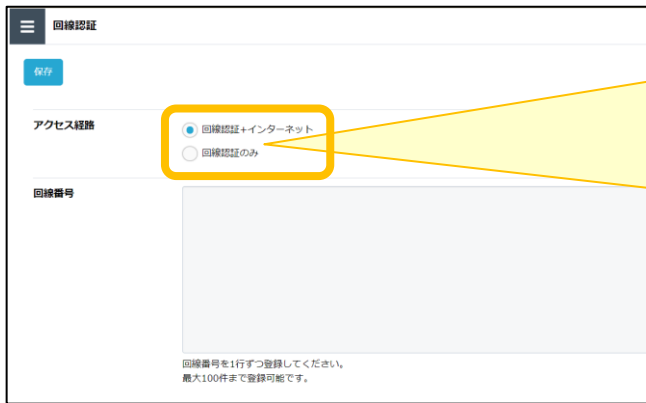 回線認証
保存
アクセス経路
回線認証+インターネット
回線認証のみ
回線番号
回線番号を1行ずつ登録してください。
最大100件まで登録可能です。